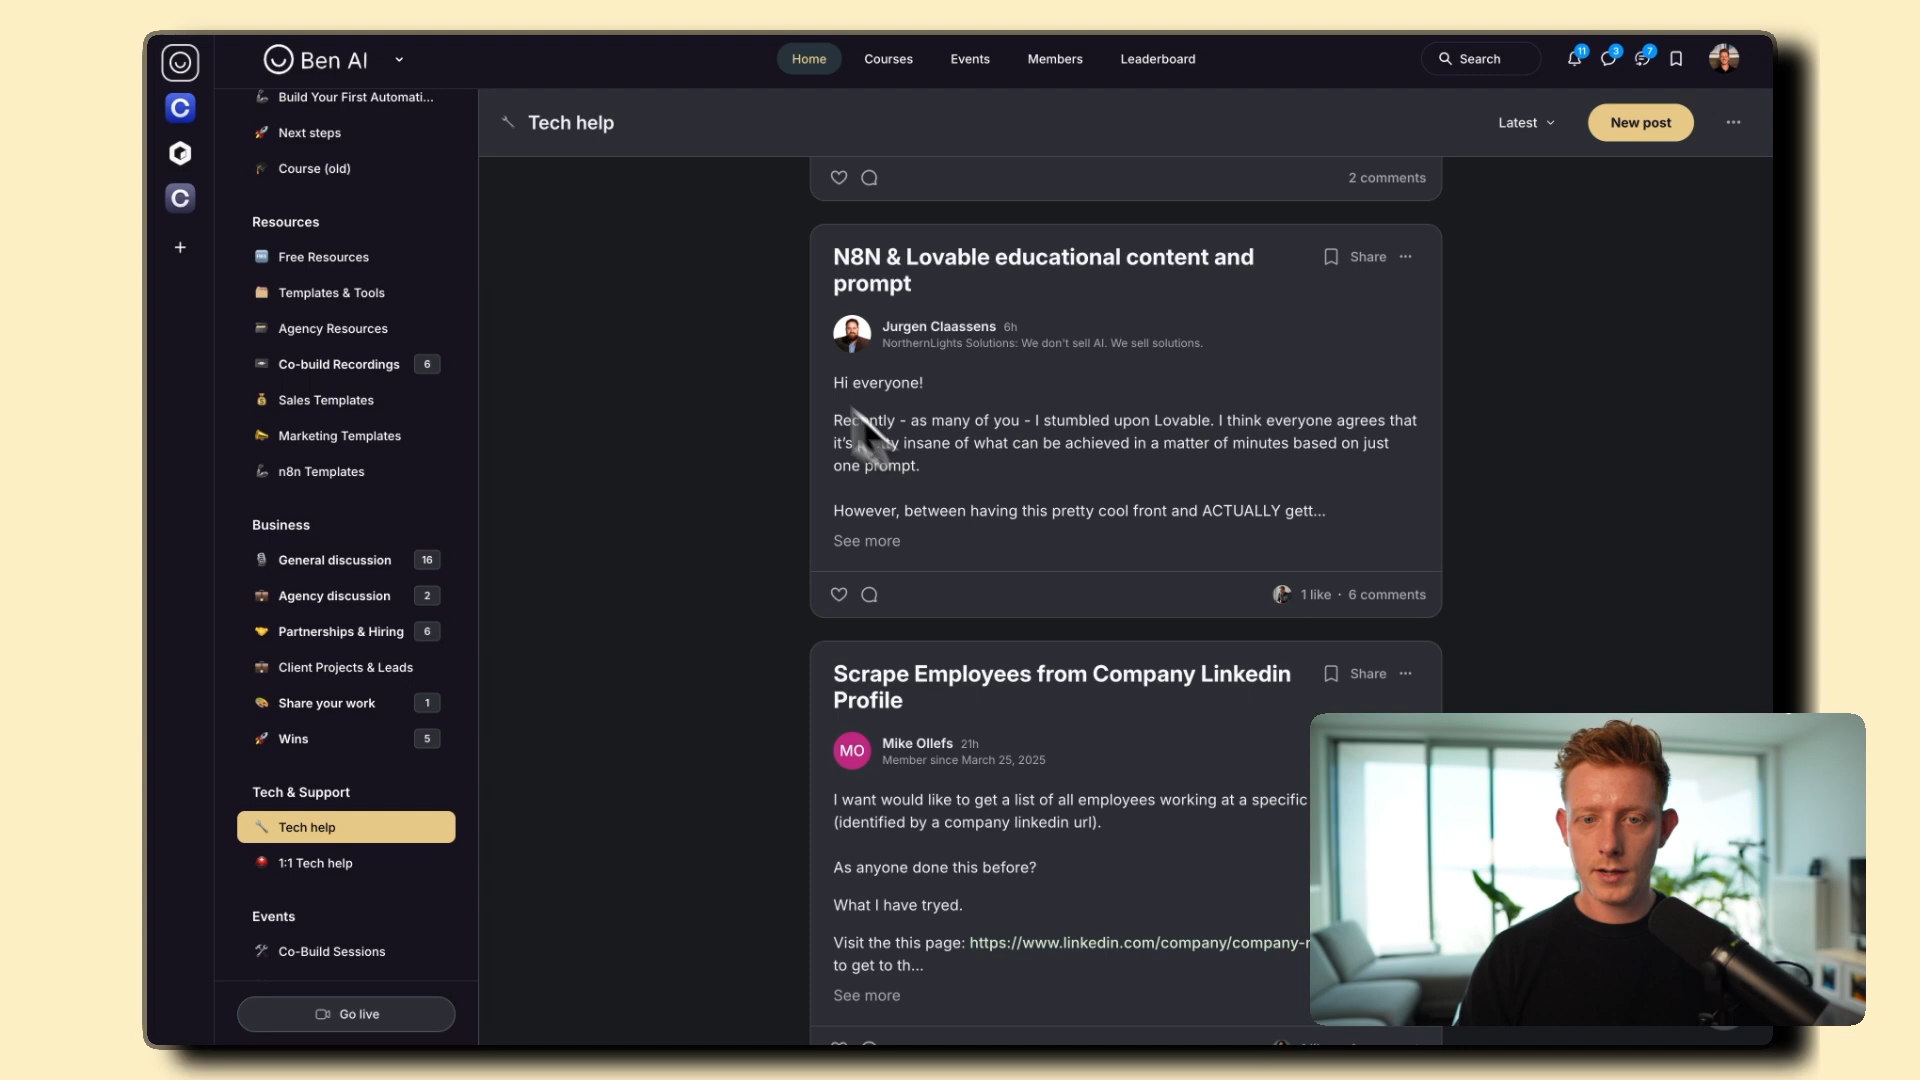 Ben AI
Home
Courses
Events
Members
Leaderboard
Search
11
3
7
C
C
Build Your First Automati...
Next steps
Course (old)
Resources
Free Resources
Templates & Tools
Agency Resources
Co-build Recordings 6
Sales Templates
Marketing Templates
n8n Templates
Business
General discussion 16
Agency discussion 2
Partnerships & Hiring 6
Client Projects & Leads
Share your work 1
Wins 5
Tech & Support
Tech help
1:1 Tech help
Events
Co-Build Sessions
Go live
Tech help
Latest
New post
2 comments
N8N & Lovable educational content and
prompt
Share
Jurgen Claassens 6h
NorthernLights Solutions: We don't sell AI. We sell solutions.
Hi everyone!
Recently - as many of you - I stumbled upon Lovable. I think everyone agrees that
it's pretty insane of what can be achieved in a matter of minutes based on just
one prompt.
However, between having this pretty cool front and ACTUALLY gett...
See more
1 like · 6 comments
Scrape Employees from Company Linkedin
Profile
Share
MO
Mike Ollefs 21h
Member since March 25, 2025
I want would like to get a list of all employees working at a specific
(identified by a company linkedin url).
As anyone done this before?
What I have tryed.
Visit the this page: https://www.linkedin.com/company/company-
to get to th...
See more